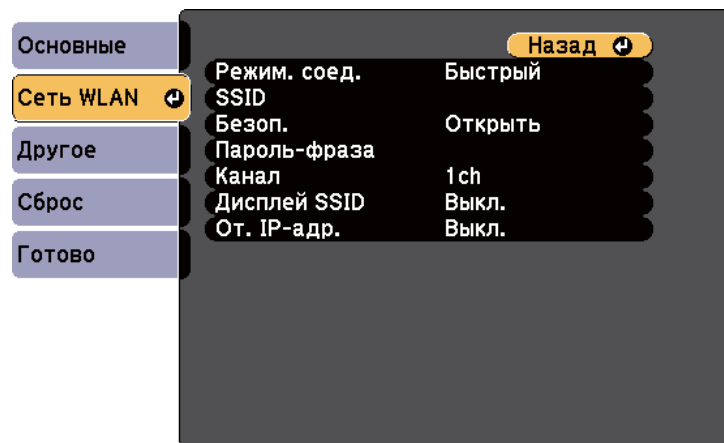 Основные
Сеть WLAN
Другое
Сброс
Готово
Назад
Режим. соед. Быстрый
SSID
Безоп. Открыть
Пароль-фраза
Канал 1ch
Дисплей SSID Выкл.
От. IP-адр. Выкл.